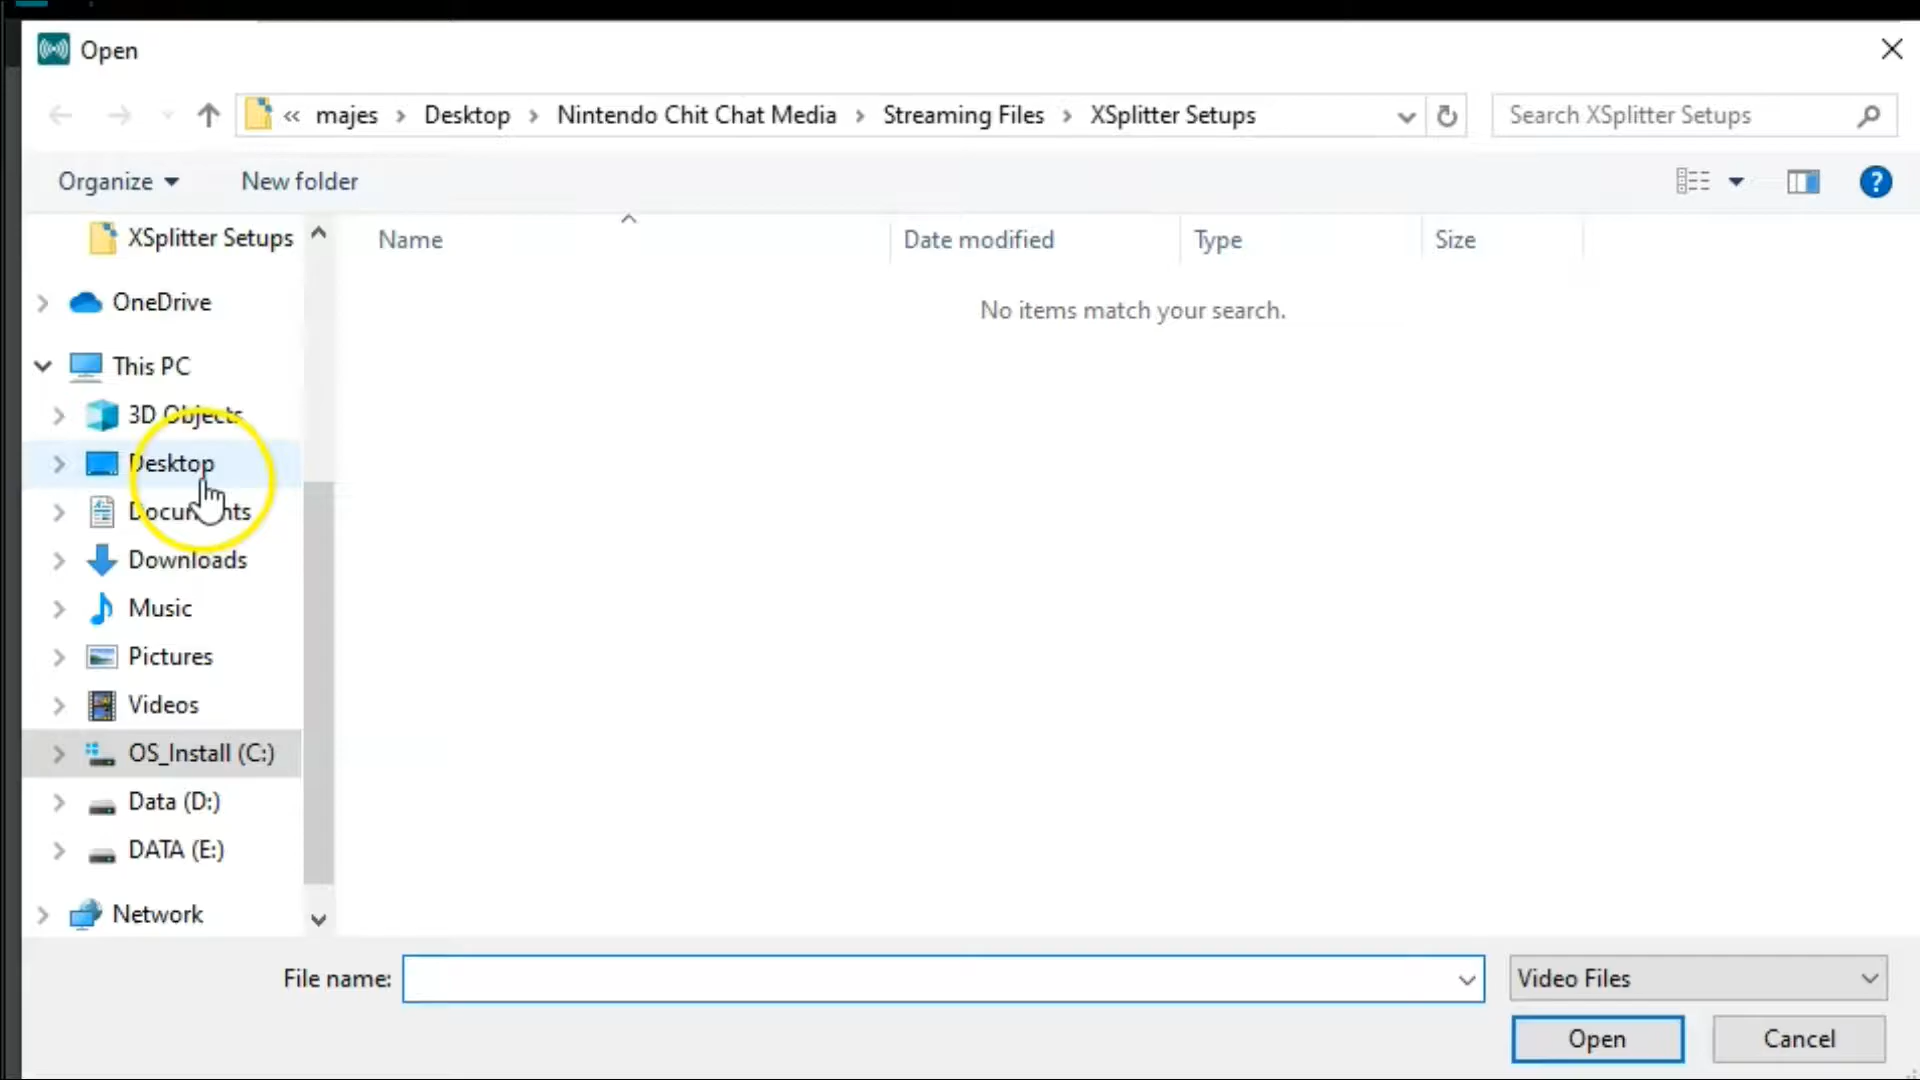 Open
« majes › Desktop › Nintendo Chit Chat Media › Streaming Files › XSplitter Setups
Search XSplitter Setups
Organize
New folder
?
XSplitter Setups
Name
Date modified
Type
Size
No items match your search.
OneDrive
This PC
3D Objects
Desktop
Documents
Downloads
Music
Pictures
Videos
OS_Install (C:)
Data (D:)
DATA (E:)
Network
File name:
Video Files
Open
Cancel